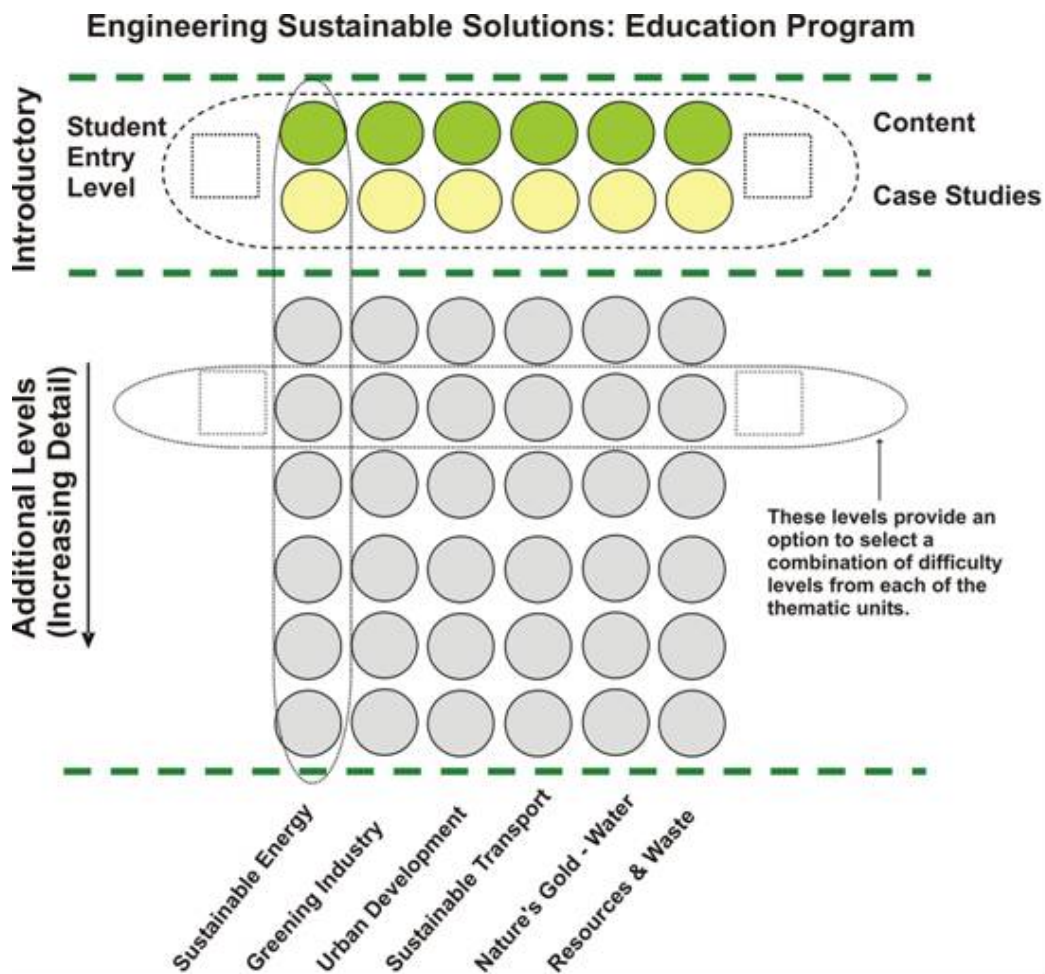 Engineering Sustainable Solutions: Education Program
Introductory
Student
Entry
Level
Content
Case Studies
Additional Levels
(Increasing Detail)
These levels provide an
option to select a
combination of difficulty
levels from each of the
thematic units.
Sustainable Energy
Greening Industry
Urban Development
Sustainable Transport
Nature's Gold - Water
Resources & Waste